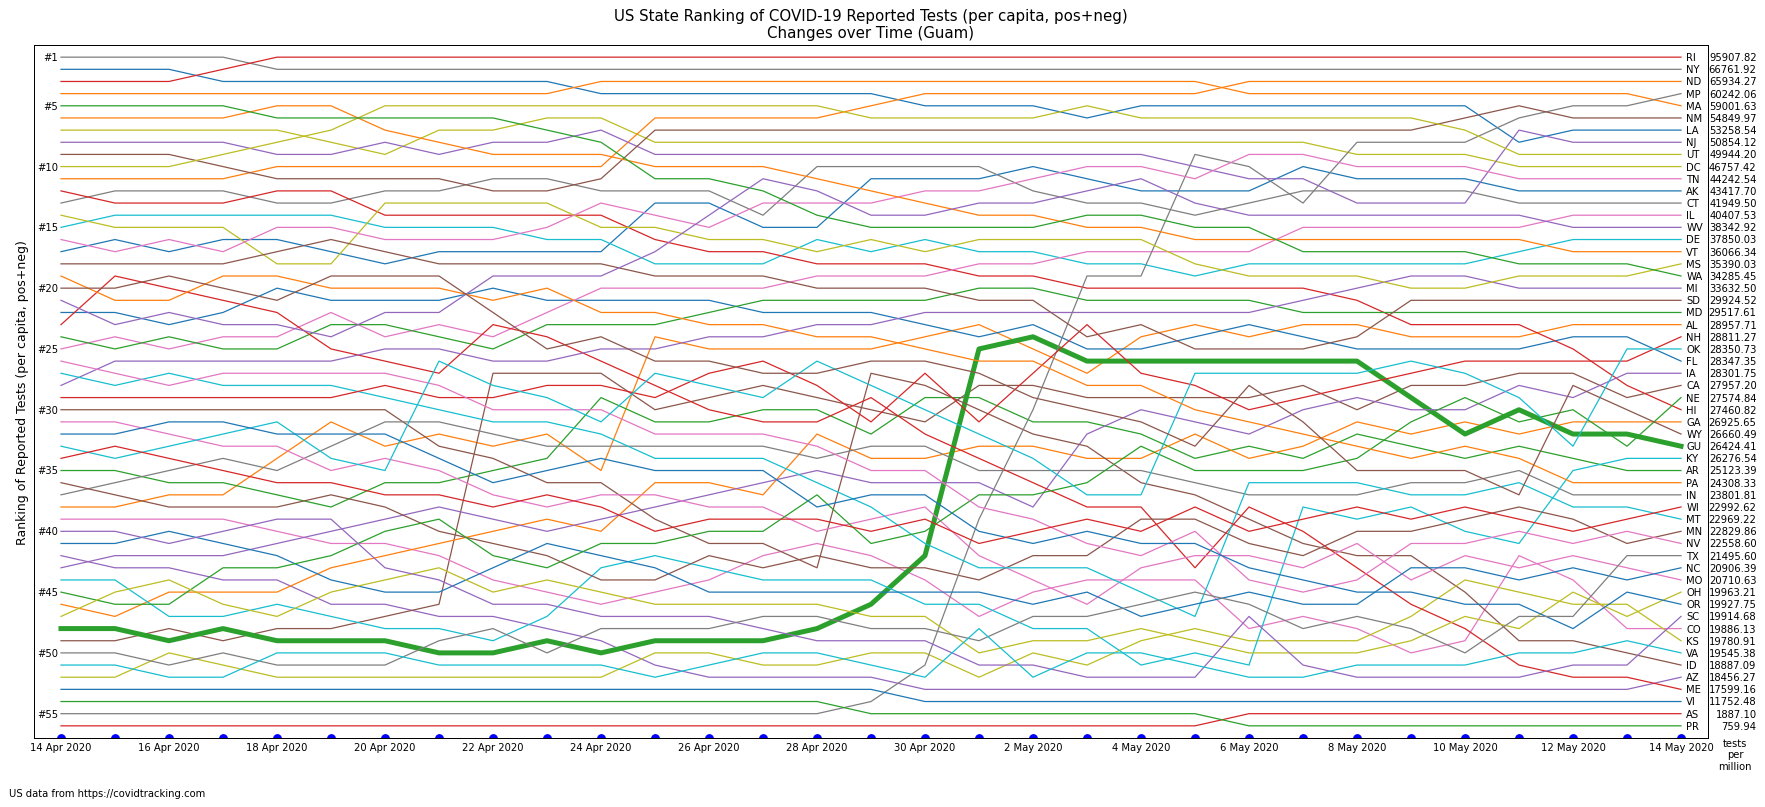 US State Ranking of COVID-19 Reported Tests (per capita, pos+neg)
Changes over Time (Guam)
Ranking of Reported Tests (per capita, pos+neg)
#1
#5
#10
#15
#20
#25
#30
#35
#40
#45
#50
#55
RI 95907.82
NY 66761.92
ND 65934.27
MP 60242.06
MA 59001.63
NM 54849.97
LA 53258.54
NJ 50854.12
UT 49944.20
DC 46757.42
TN 44242.54
AK 43417.70
CT 41949.50
IL 40407.53
WV 38342.92
DE 37850.03
VT 36066.34
MS 35390.03
WA 34285.45
MI 33632.50
SD 29924.52
MD 29517.61
AL 28957.71
NH 28811.27
OK 28350.73
FL 28347.35
IA 28301.75
CA 27957.20
NE 27574.84
HI 27460.82
GA 26925.65
WY 26660.49
GU 26424.41
KY 26276.54
AR 25123.39
PA 24308.33
IN 23801.81
WI 22992.62
MT 22969.22
MN 22829.86
NV 22558.60
TX 21495.60
NC 20906.39
MO 20710.63
OH 19963.21
OR 19927.75
SC 19914.68
CO 19886.13
KS 19780.91
VA 19545.38
ID 18887.09
AZ 18456.27
ME 17599.16
VI 11752.48
AS 1887.10
PR 759.94
14 Apr 2020 16 Apr 2020 18 Apr 2020 20 Apr 2020 22 Apr 2020 24 Apr 2020 26 Apr 2020 28 Apr 2020 30 Apr 2020 2 May 2020 4 May 2020 6 May 2020 8 May 2020 10 May 2020 12 May 2020 14 May 2020
tests
per
million
US data from https://covidtracking.com